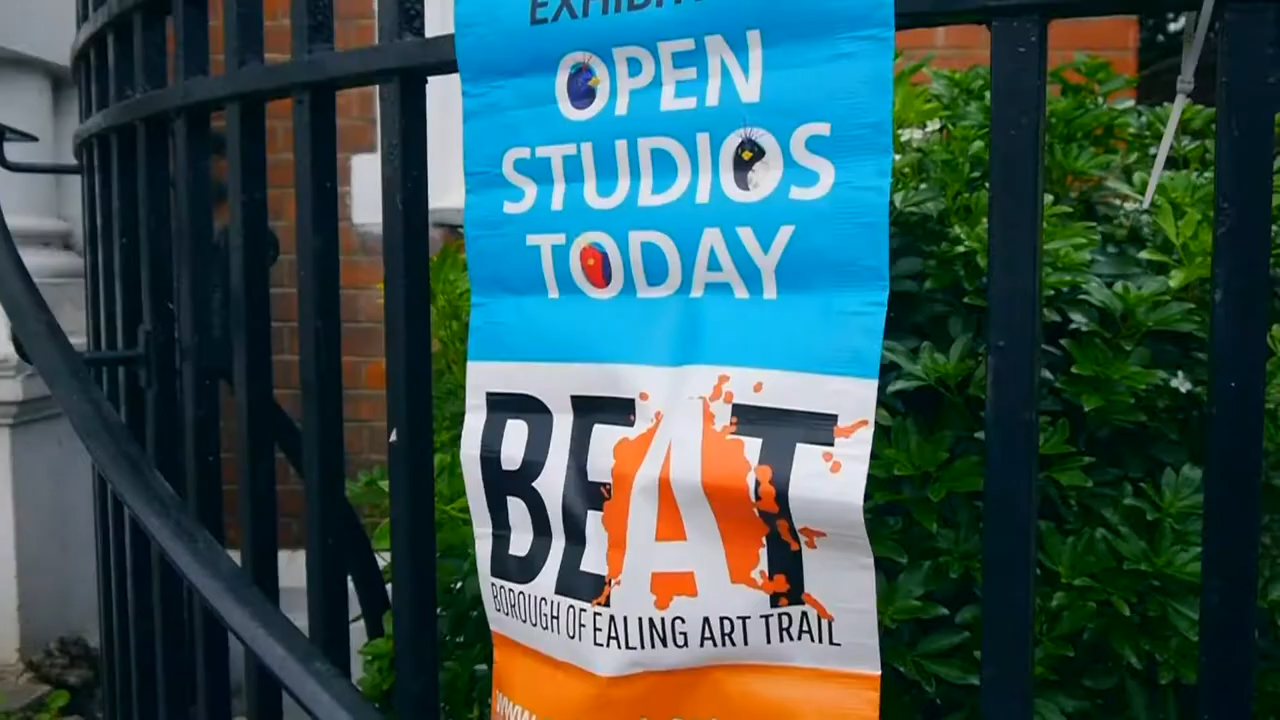 OPEN
STUDIOS
TODAY
BEAT
BOROUGH OF EALING ART TRAIL